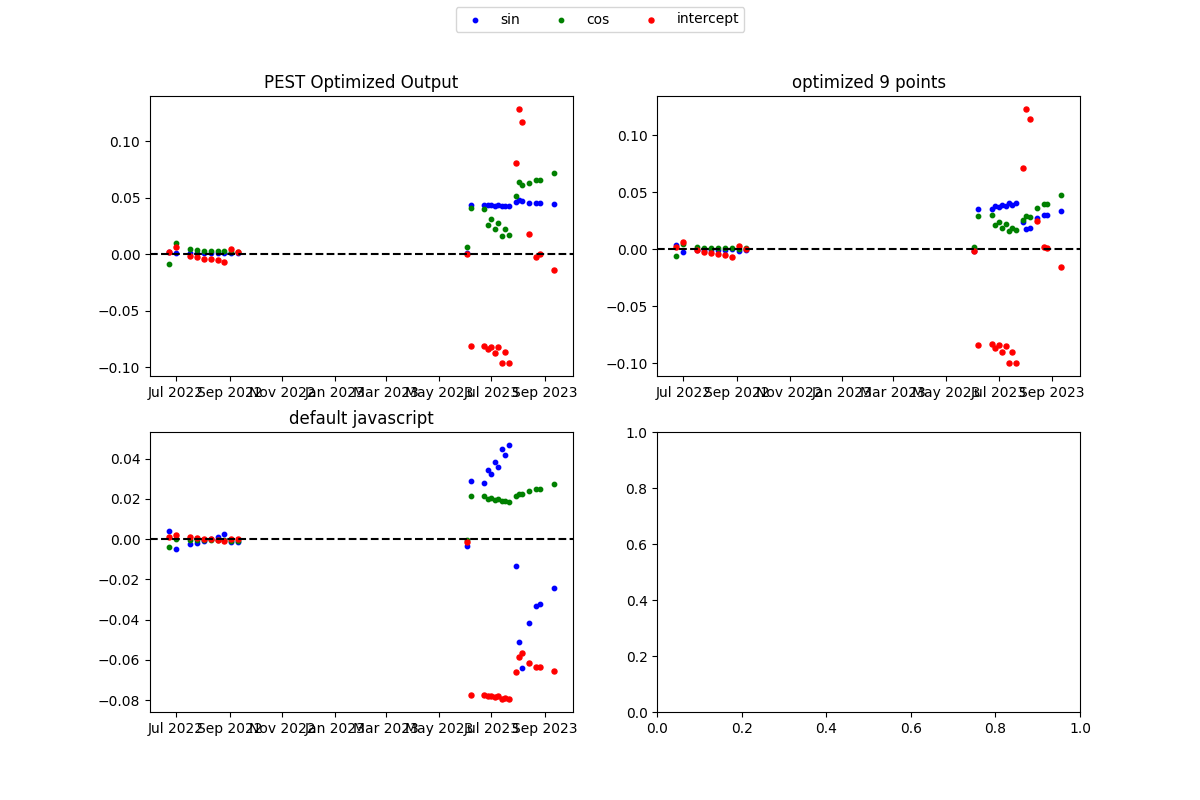 sin cos intercept
PEST Optimized Output
0.10
0.05
0.00
−0.05
−0.10
Jul 2022 Sep 2022 Nov 2022 Jan 2023 Mar 2023 May 2023 Jul 2023 Sep 2023
optimized 9 points
0.10
0.05
0.00
−0.05
−0.10
Jul 2022 Sep 2022 Nov 2022 Jan 2023 Mar 2023 May 2023 Jul 2023 Sep 2023
default javascript
0.04
0.02
0.00
−0.02
−0.04
−0.06
−0.08
Jul 2022 Sep 2022 Nov 2022 Jan 2023 Mar 2023 May 2023 Jul 2023 Sep 2023
1.0
0.8
0.6
0.4
0.2
0.0
0.0 0.2 0.4 0.6 0.8 1.0